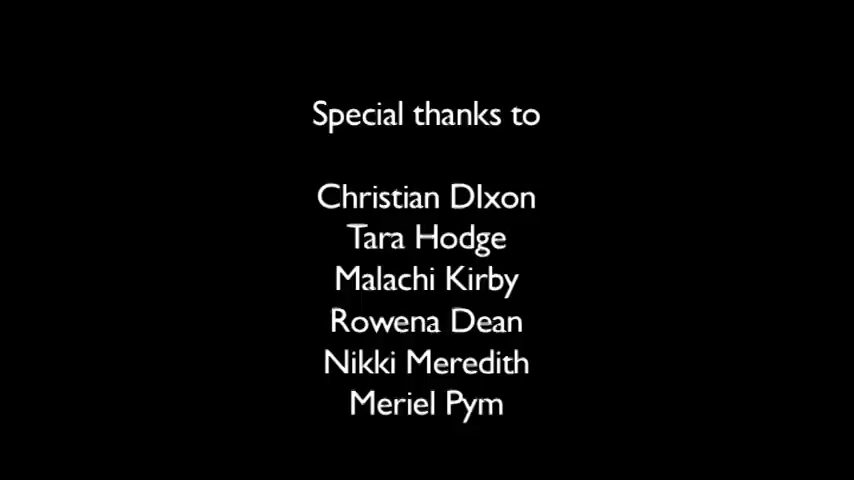 Special thanks to
Christian DIxon
Tara Hodge
Malachi Kirby
Rowena Dean
Nikki Meredith
Meriel Pym